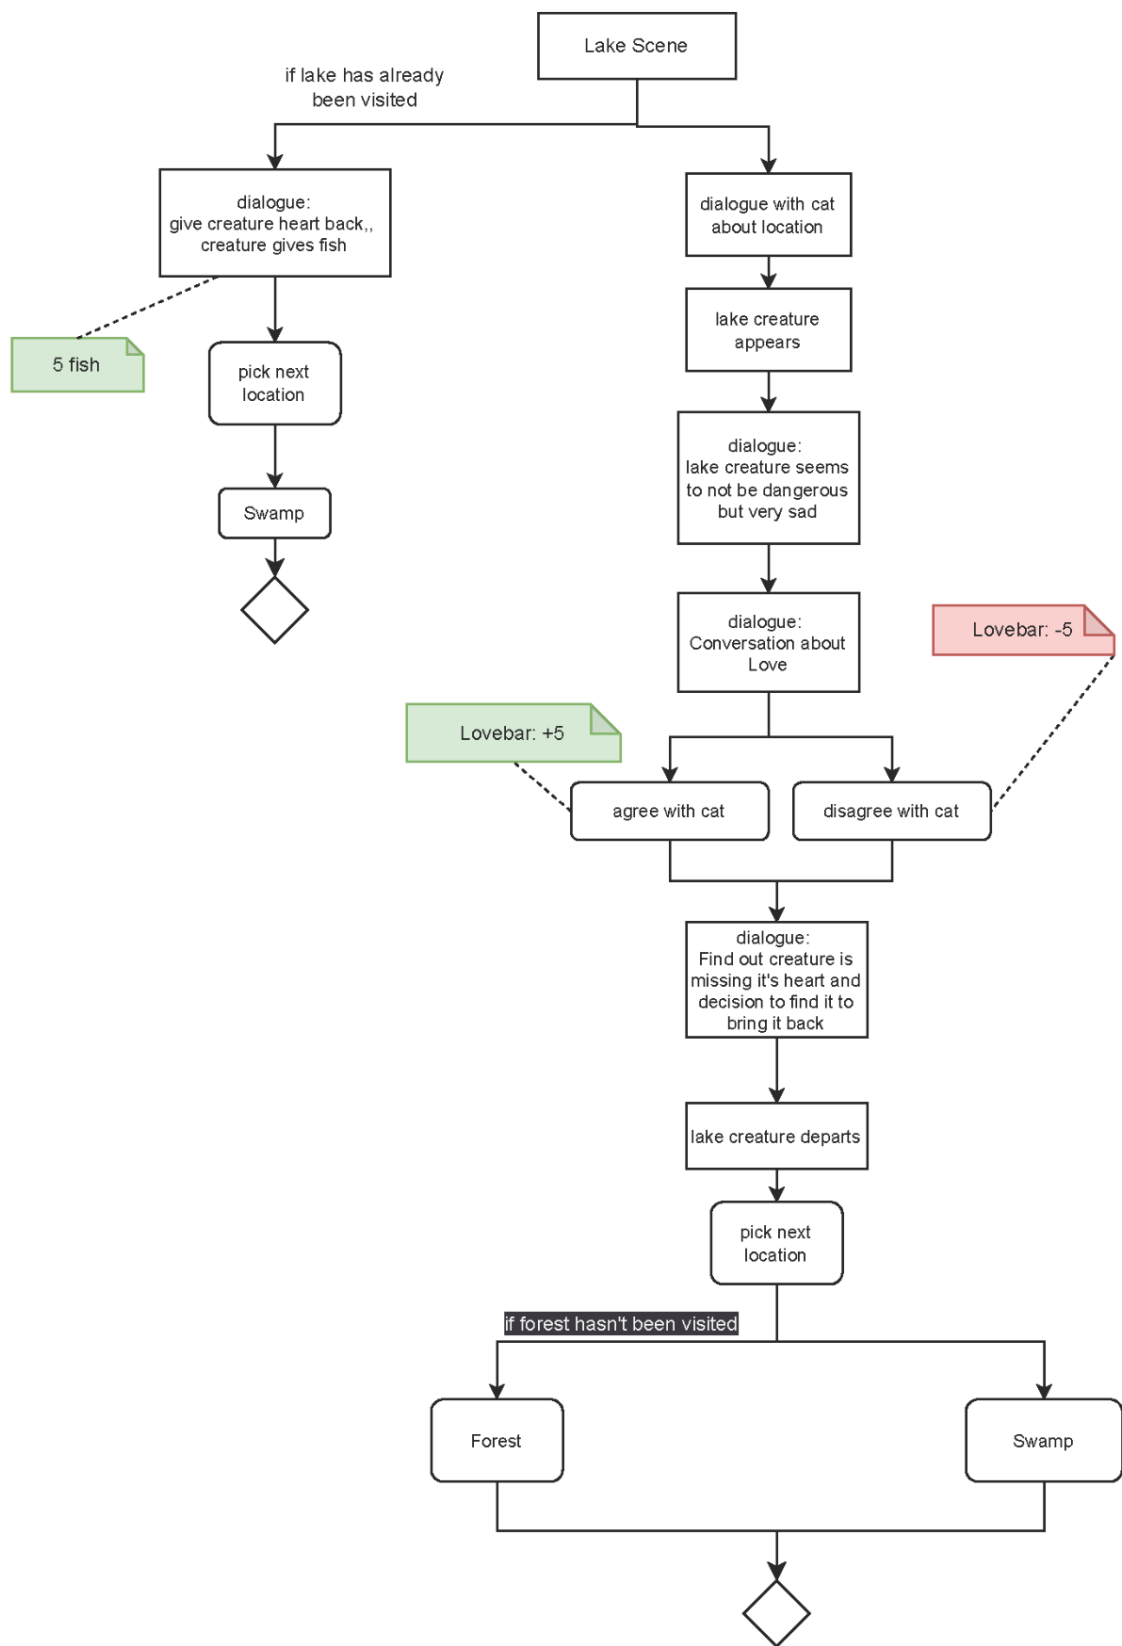 Lake Scene
if lake has already
been visited
dialogue:
give creature heart back,,
creature gives fish
dialogue with cat
about location
lake creature
appears
5 fish
pick next
location
dialogue:
lake creature seems
to not be dangerous
but very sad
Swamp
dialogue:
Conversation about
Love
Lovebar: -5
Lovebar: +5
agree with cat
disagree with cat
dialogue:
Find out creature is
missing it's heart and
decision to find it to
bring it back
lake creature departs
pick next
location
if forest hasn't been visited
Forest
Swamp